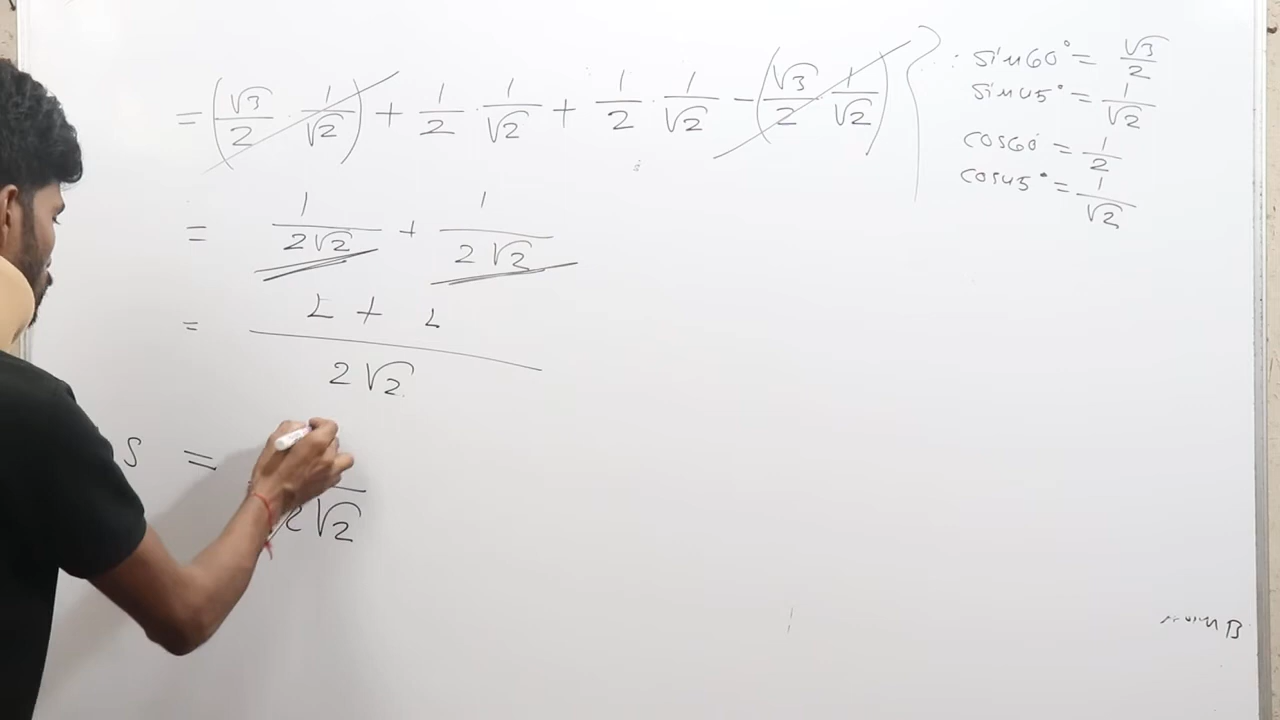 = (√3/2 · 1/√2) + 1/2 · 1/√2 + 1/2 · 1/√2 - (√3/2 · 1/√2)
= 1/2√2 + 1/2√2
= 1 + 1 / 2√2
S = / 2√2
: sin60° = √3/2
sin45° = 1/√2
cos60° = 1/2
cos45° = 1/√2
B